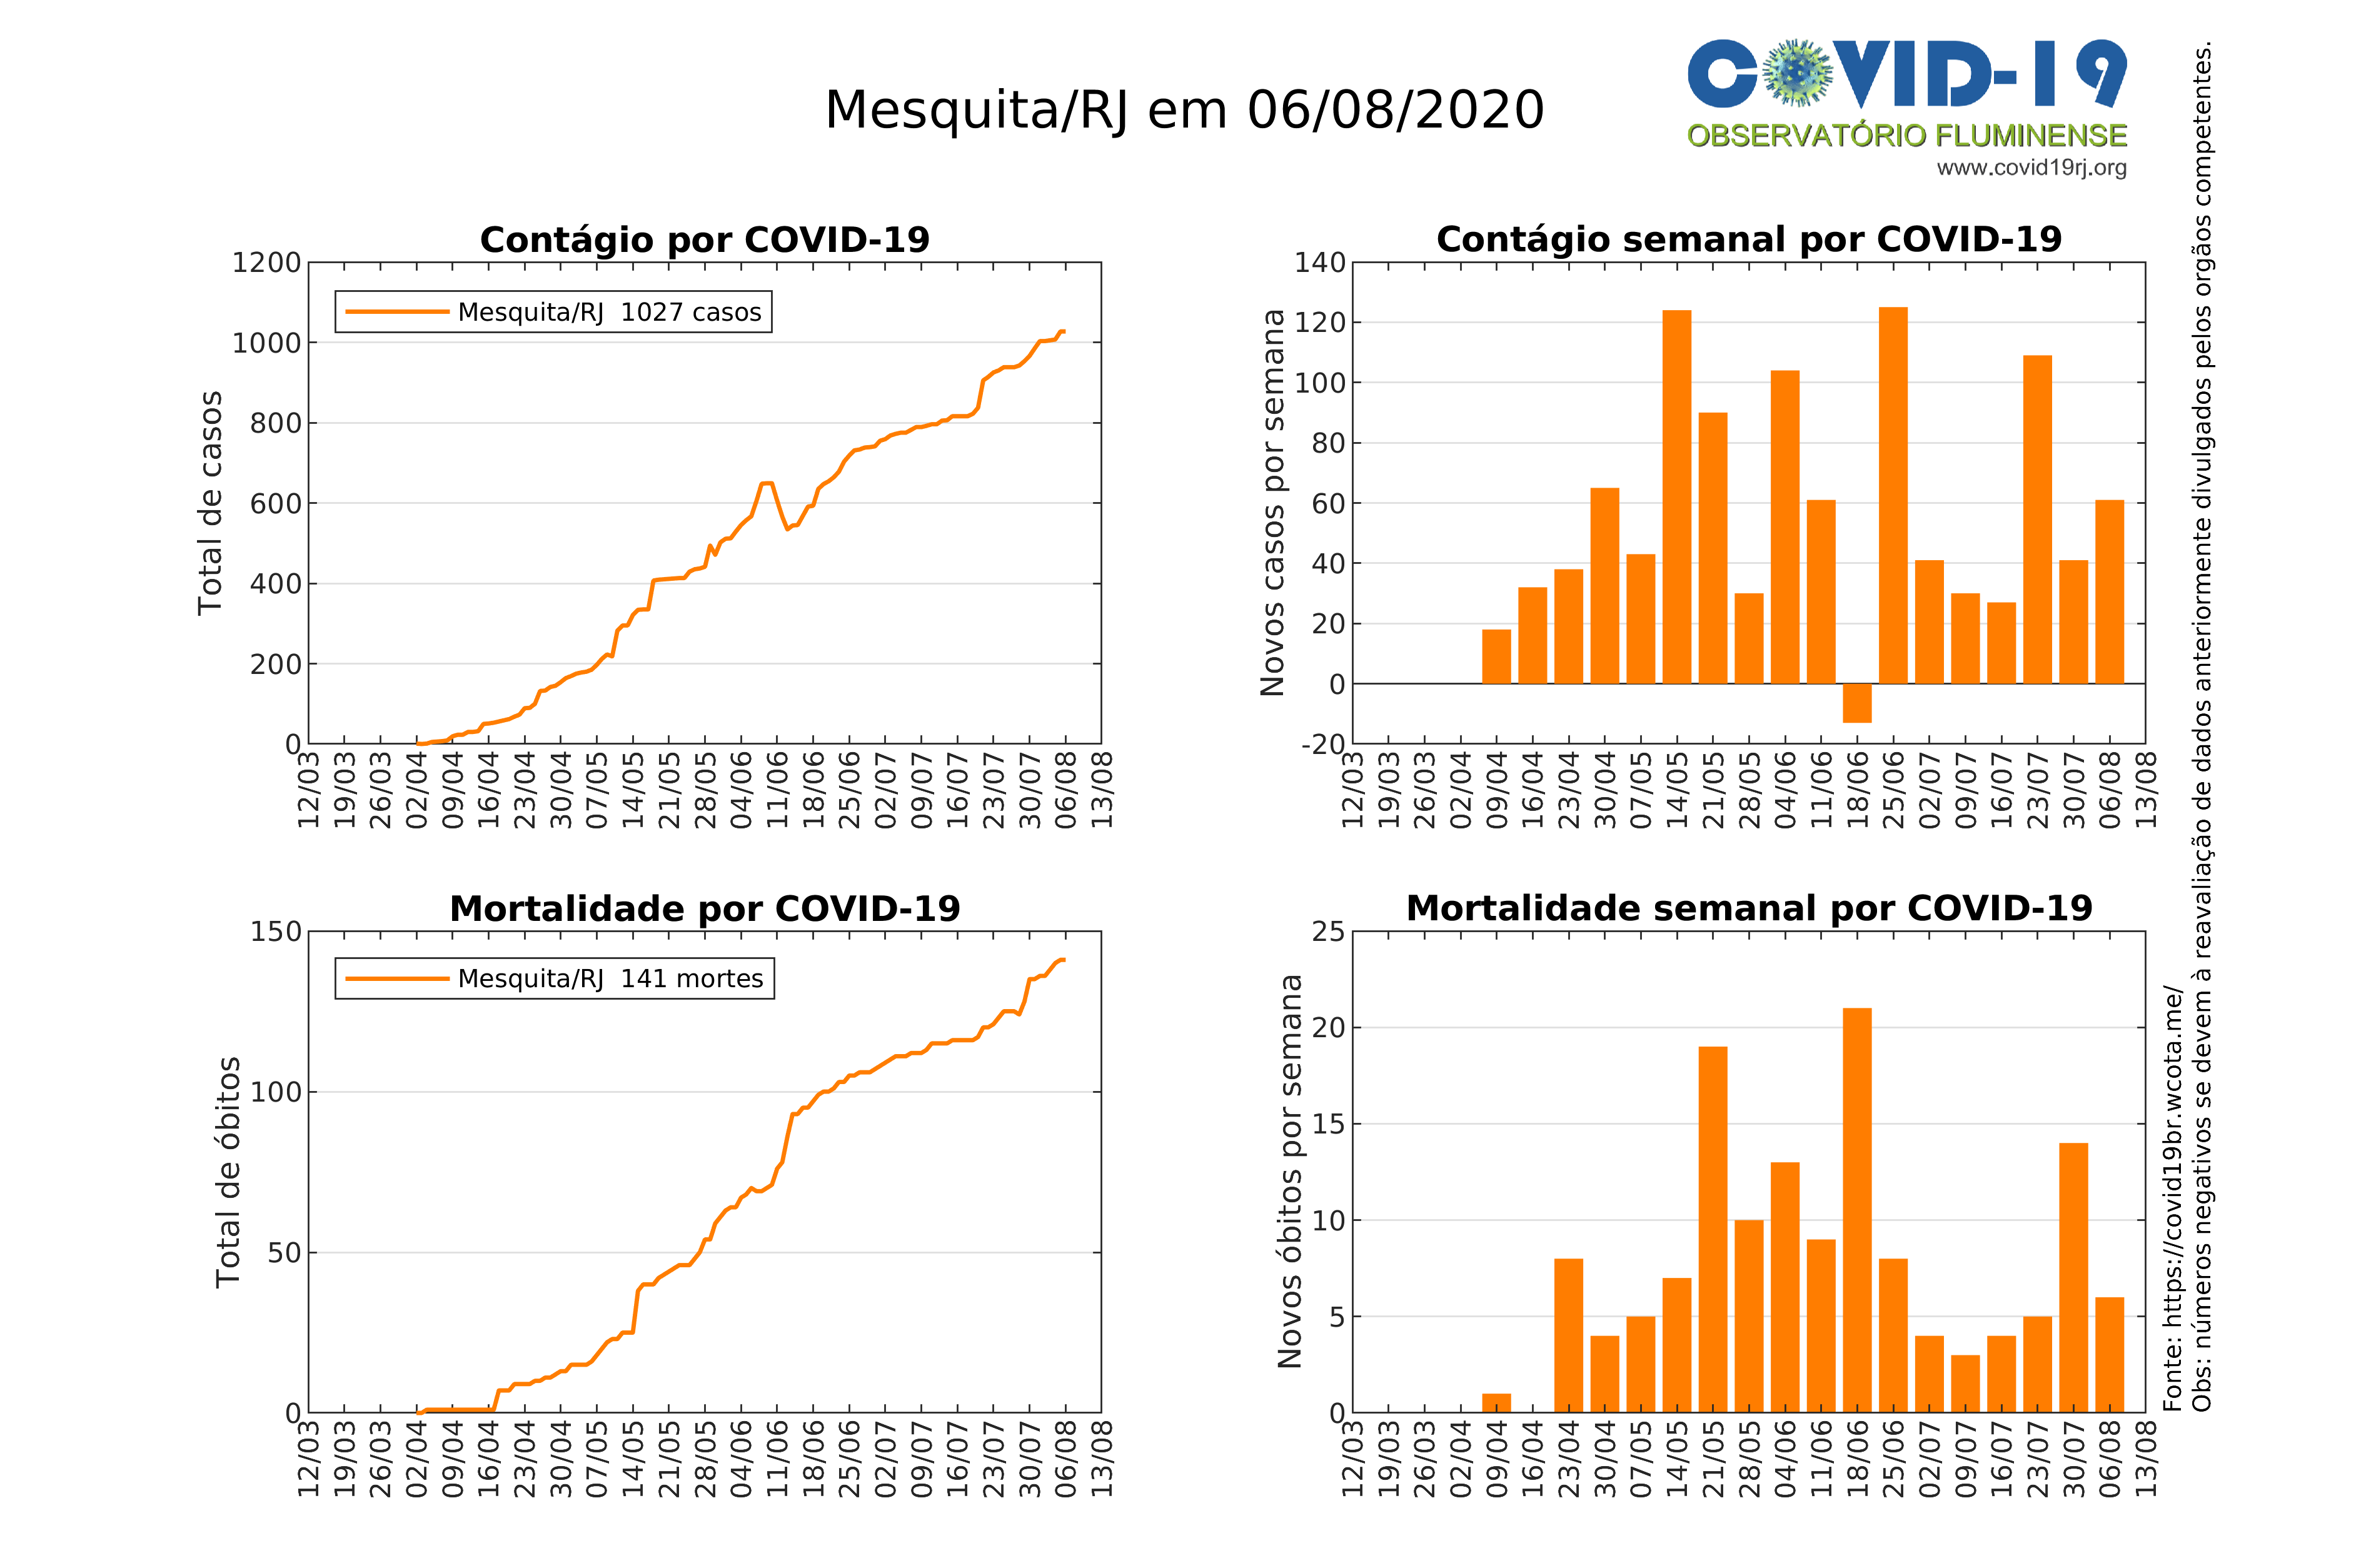 Mesquita/RJ em 06/08/2020
COVID-19
OBSERVATÓRIO FLUMINENSE
www.covid19rj.org
Contágio por COVID-19
Total de casos
1200
1000
800
600
400
200
0
Mesquita/RJ 1027 casos
12/03 19/03 26/03 02/04 09/04 16/04 23/04 30/04 07/05 14/05 21/05 28/05 04/06 11/06 18/06 25/06 02/07 09/07 16/07 23/07 30/07 06/08 13/08
Contágio semanal por COVID-19
Novos casos por semana
140
120
100
80
60
40
20
0
-20
12/03 19/03 26/03 02/04 09/04 16/04 23/04 30/04 07/05 14/05 21/05 28/05 04/06 11/06 18/06 25/06 02/07 09/07 16/07 23/07 30/07 06/08 13/08
Mortalidade por COVID-19
Total de óbitos
150
100
50
0
Mesquita/RJ 141 mortes
12/03 19/03 26/03 02/04 09/04 16/04 23/04 30/04 07/05 14/05 21/05 28/05 04/06 11/06 18/06 25/06 02/07 09/07 16/07 23/07 30/07 06/08 13/08
Mortalidade semanal por COVID-19
Novos óbitos por semana
25
20
15
10
5
0
12/03 19/03 26/03 02/04 09/04 16/04 23/04 30/04 07/05 14/05 21/05 28/05 04/06 11/06 18/06 25/06 02/07 09/07 16/07 23/07 30/07 06/08 13/08
Fonte: https://covid19br.wcota.me/
Obs: números negativos se devem à reavaliação de dados anteriormente divulgados pelos orgãos competentes.